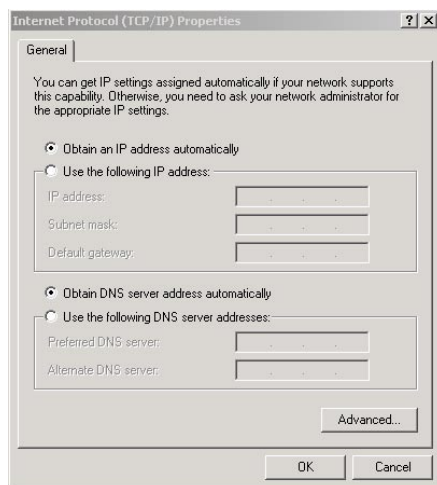 Internet Protocol (TCP/IP) Properties
General
You can get IP settings assigned automatically if your network supports
this capability. Otherwise, you need to ask your network administrator for
the appropriate IP settings.
Obtain an IP address automatically
Use the following IP address:
IP address:
Subnet mask:
Default gateway:
Obtain DNS server address automatically
Use the following DNS server addresses:
Preferred DNS server:
Alternate DNS server:
Advanced...
OK Cancel